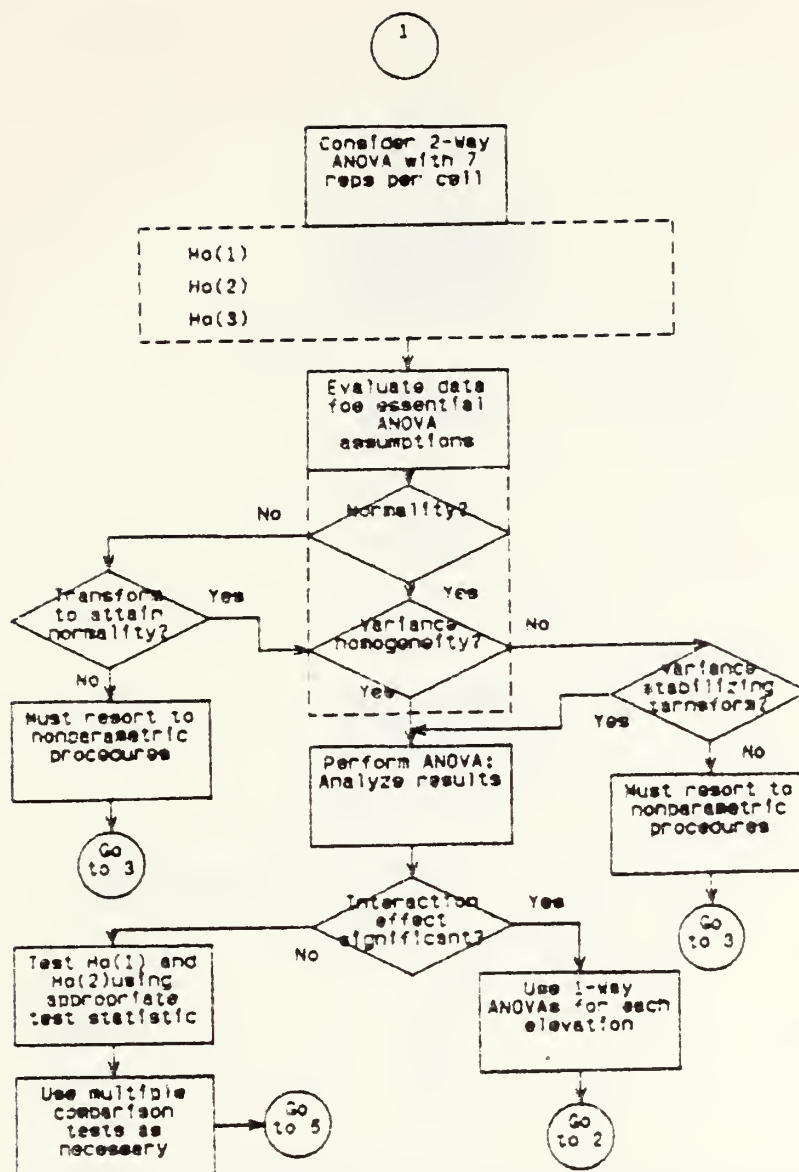 1
Consider 2-Way
ANOVA with 7
reps per cell
Ho(1)
Ho(2)
Ho(3)
Evaluate data
foe essential
ANOVA
assumptions
Normality?
No
Yes
Transform
to attain
normality?
Yes
No
Variance
homogeneity?
No
Yes
Variance
stabilizing
tarnsform?
Yes
No
Must resort to
nonparametric
procedures
Go
to 3
Perform ANOVA:
Analyze results
Must resort to
nonparametric
procedures
Go
to 3
Interaction
effect
significant?
Yes
No
Test Ho(1) and
Ho(2)using
appropriate
test statistic
Use 1-way
ANOVAs for each
elevation
Use multiple
comparison
tests as
necessary
Go
to 5
Go
to 2